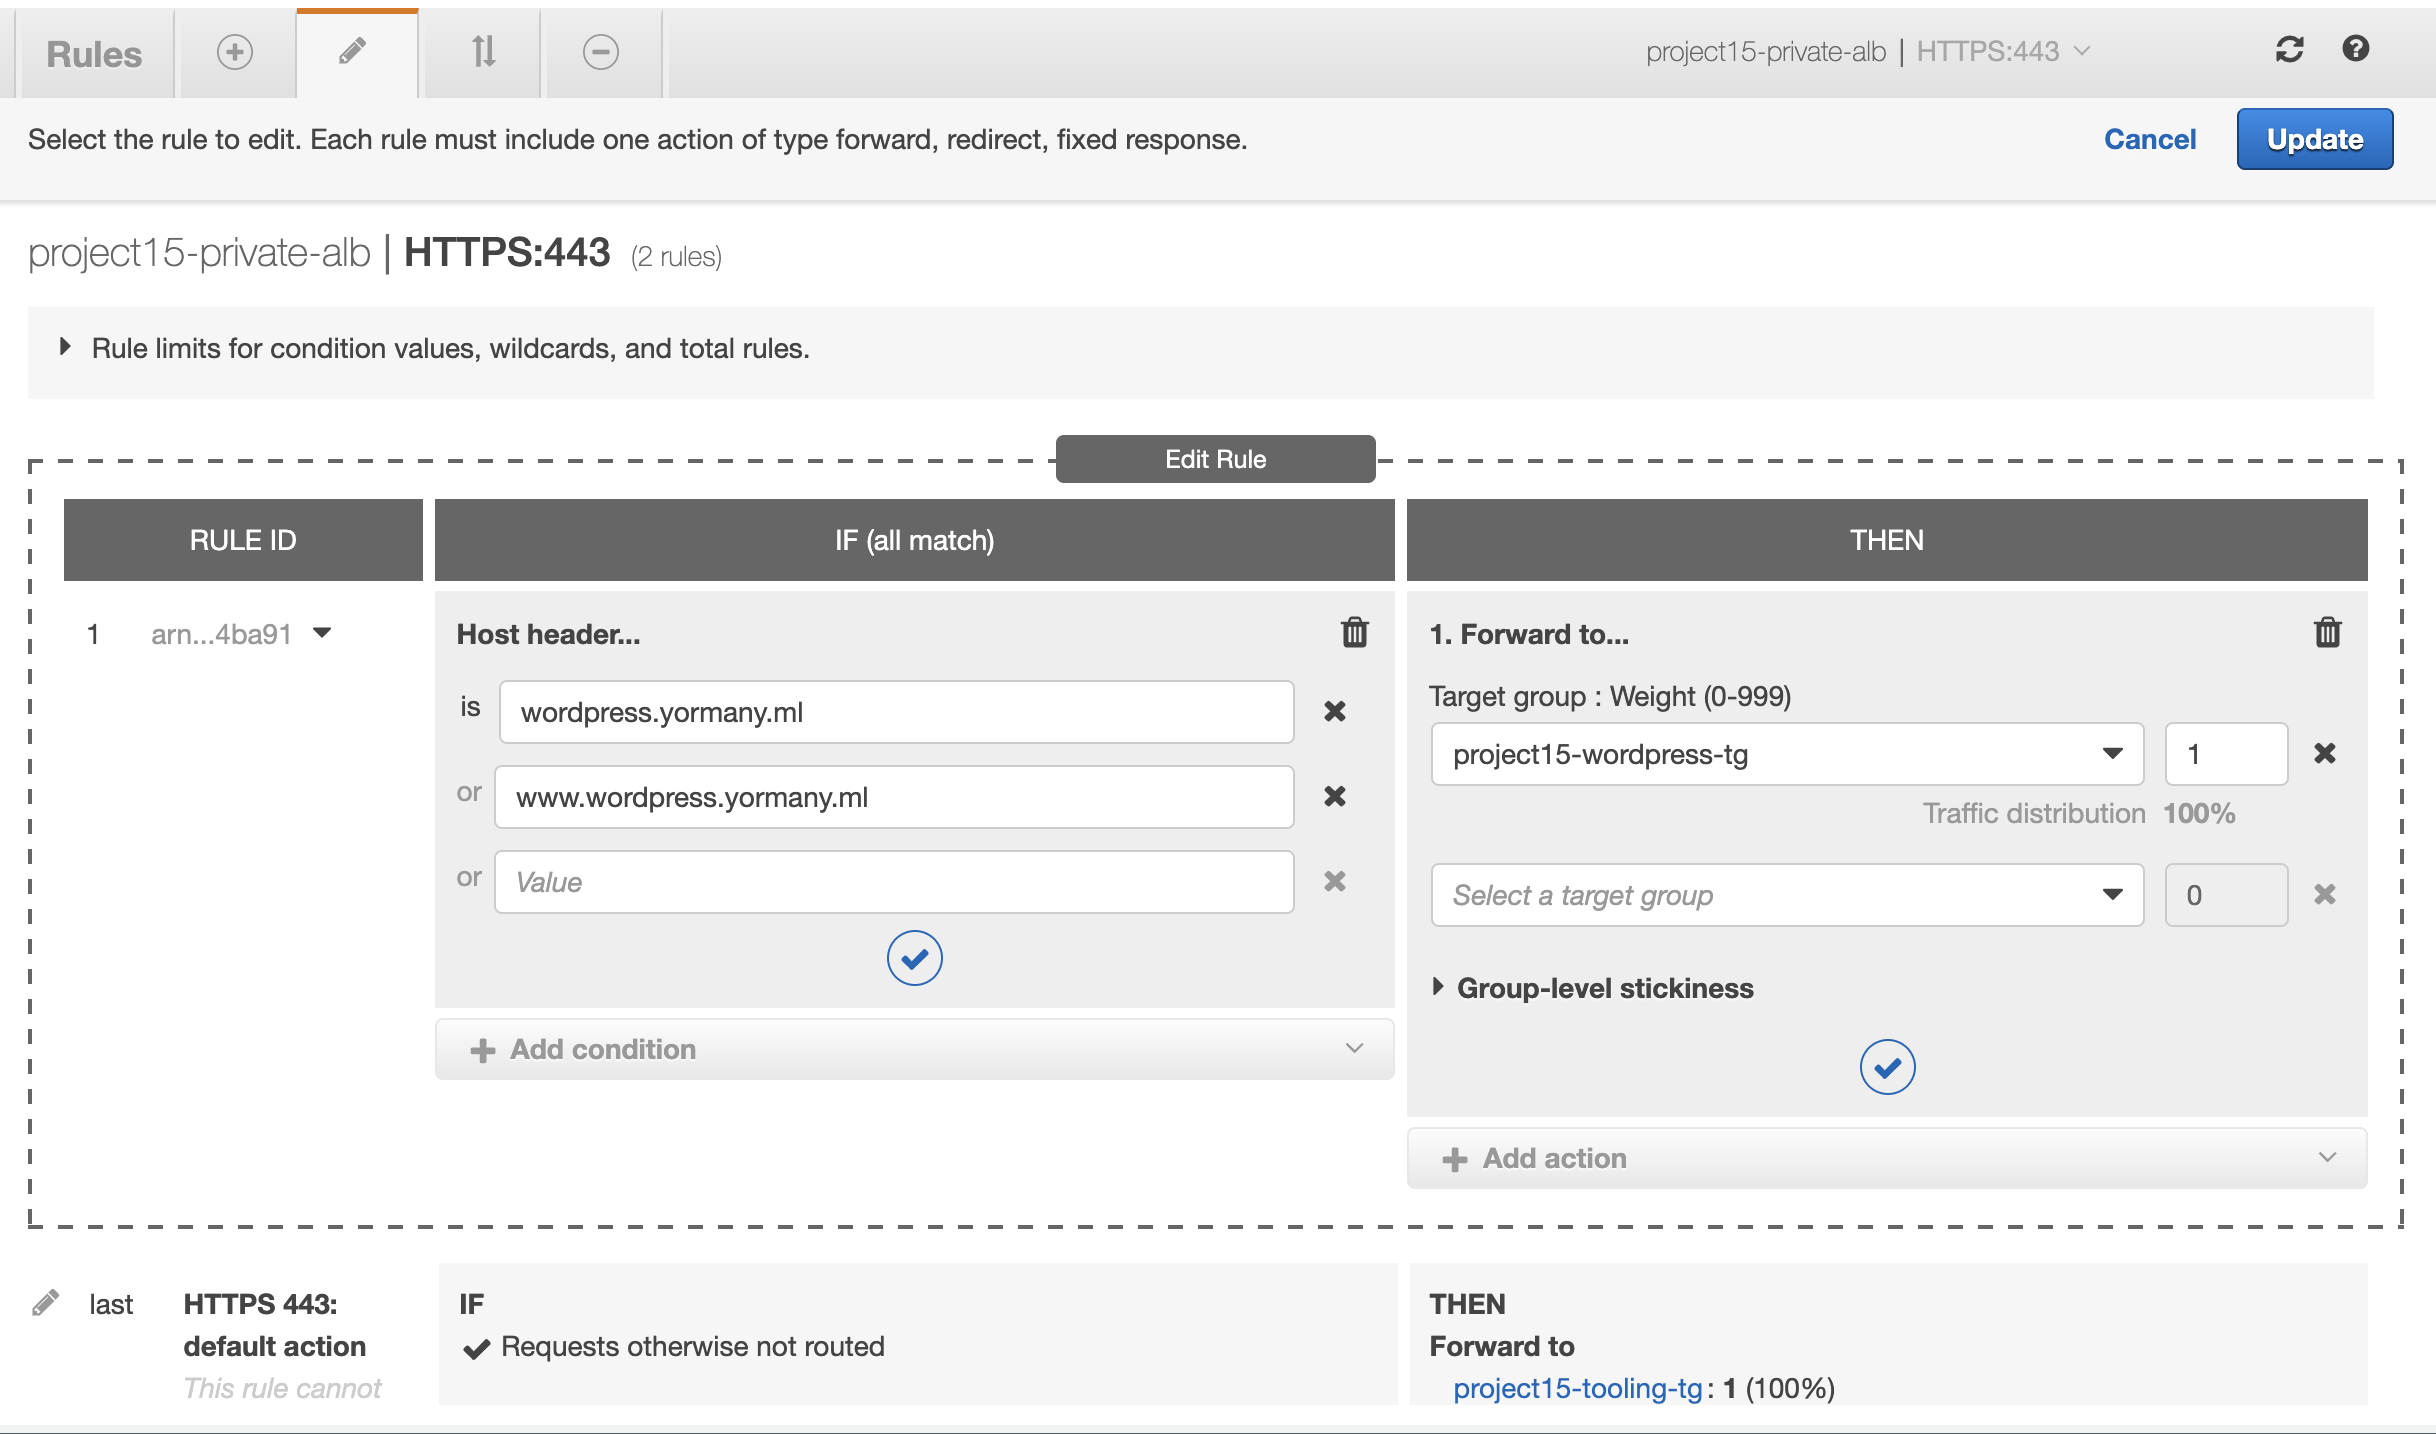 Rules
project15-private-alb | HTTPS:443
Select the rule to edit. Each rule must include one action of type forward, redirect, fixed response.
Cancel
Update
project15-private-alb | HTTPS:443 (2 rules)
Rule limits for condition values, wildcards, and total rules.
Edit Rule
RULE ID
IF (all match)
THEN
1 arn...4ba91
Host header...
is wordpress.yormany.ml
or www.wordpress.yormany.ml
or Value
Add condition
1. Forward to...
Target group : Weight (0-999)
project15-wordpress-tg 1
Traffic distribution 100%
Select a target group 0
Group-level stickiness
Add action
last
HTTPS 443:
default action
This rule cannot
IF
Requests otherwise not routed
THEN
Forward to
project15-tooling-tg: 1 (100%)